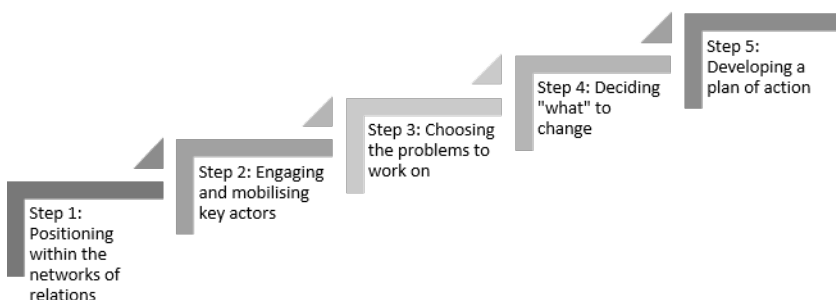 Step 1:
Positioning
within the
networks of
relations
Step 2: Engaging
and mobilising
key actors
Step 3: Choosing
the problems to
work on
Step 4: Deciding
"what" to
change
Step 5:
Developing a
plan of action